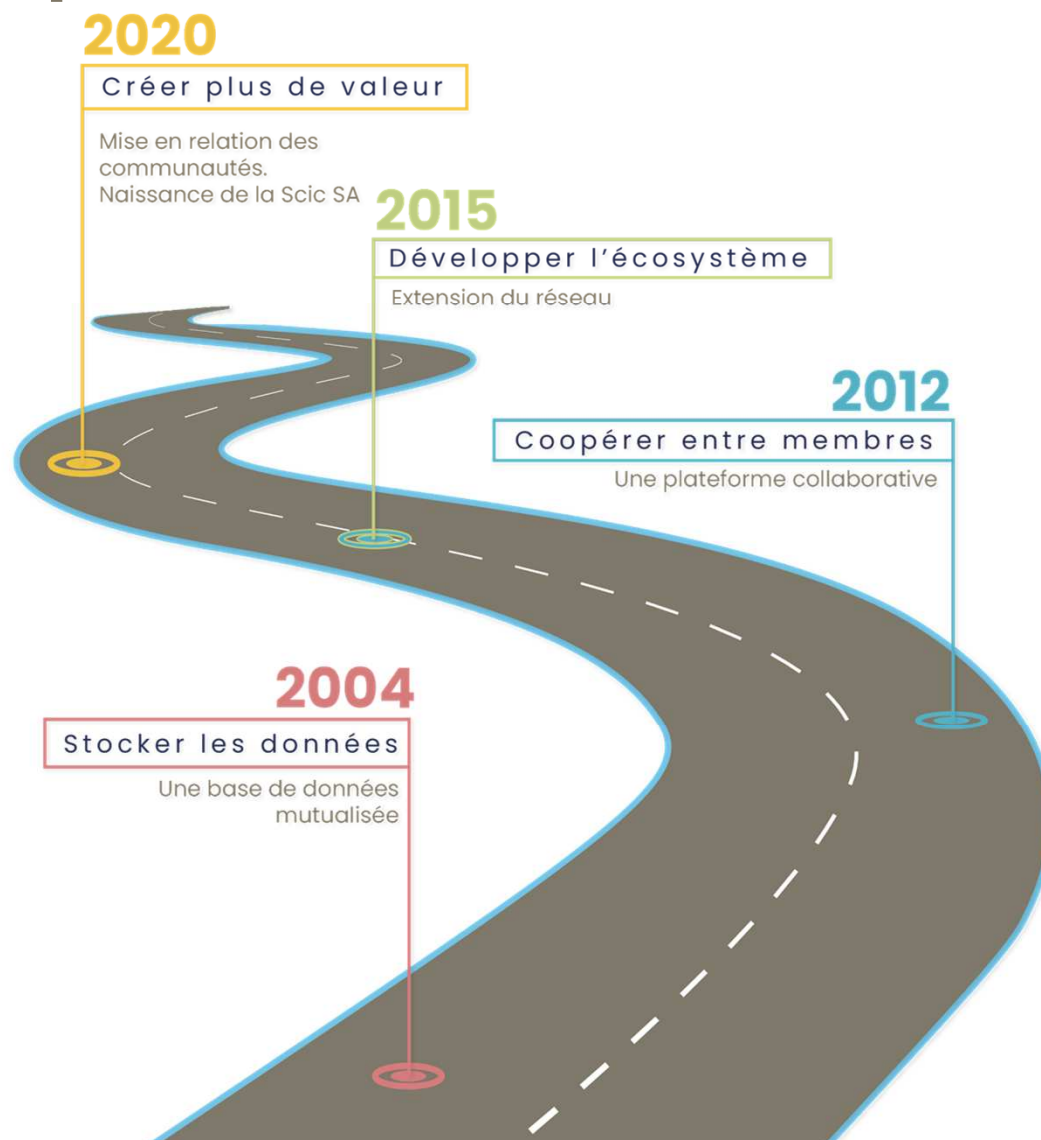 2020
Créer plus de valeur
Mise en relation des
communautés.
Naissance de la Scic SA
2015
Développer l'écosystème
Extension du réseau
2012
Coopérer entre membres
Une plateforme collaborative
2004
Stocker les données
Une base de données
mutualisée